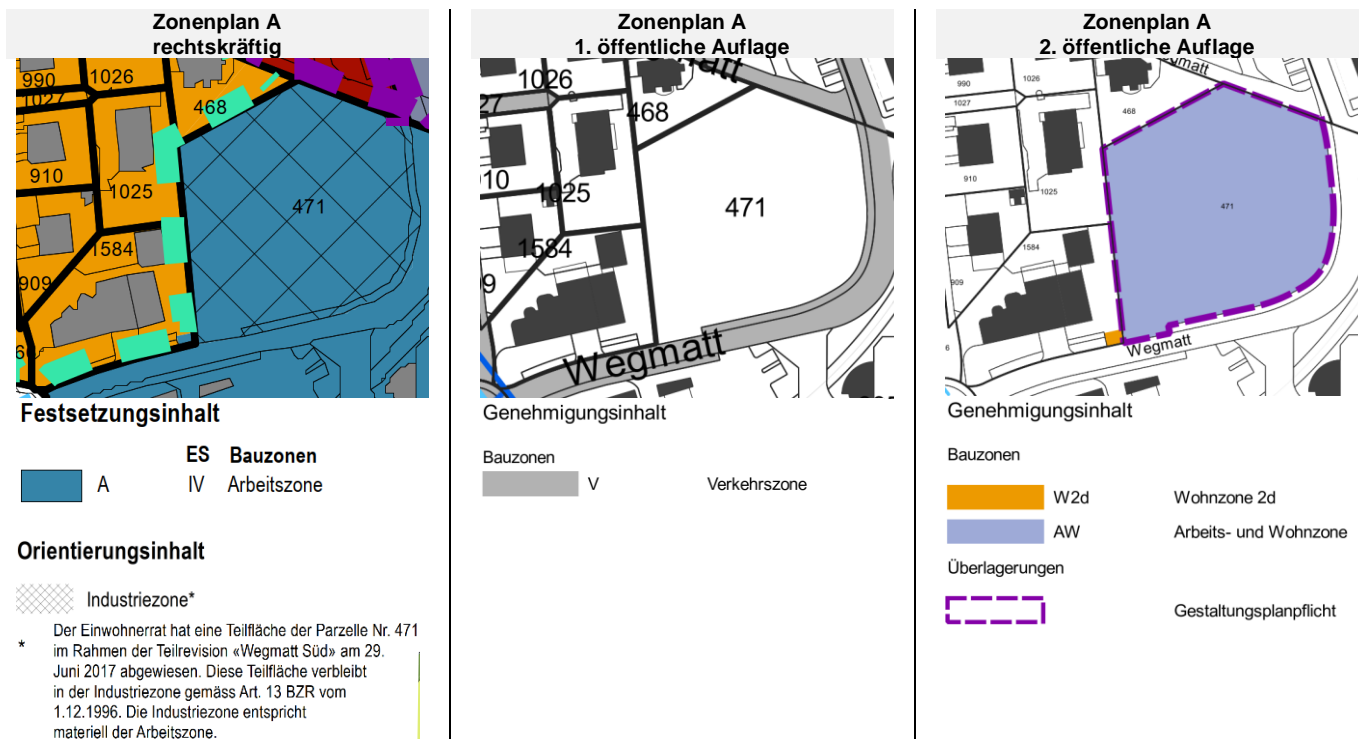 Zonenplan A
rechtskräftig
990
1026
1027
468
910
1025
471
1584
909
Festsetzungsinhalt
ES Bauzonen
A IV Arbeitszone
Orientierungsinhalt
Industriezone*
* Der Einwohnerrat hat eine Teilfläche der Parzelle Nr. 471
im Rahmen der Teilrevision «Wegmatt Süd» am 29.
Juni 2017 abgewiesen. Diese Teilfläche verbleibt
in der Industriezone gemäss Art. 13 BZR vom
1.12.1996. Die Industriezone entspricht
materiell der Arbeitszone.
Zonenplan A
1. öffentliche Auflage
1026
27
468
10
1025
471
1584
9
Wegmatt
Genehmigungsinhalt
Bauzonen
V Verkehrszone
Zonenplan A
2. öffentliche Auflage
990
1026
1027
468
910
1025
471
1584
909
6
Wegmatt
Genehmigungsinhalt
Bauzonen
W2d Wohnzone 2d
AW Arbeits- und Wohnzone
Überlagerungen
Gestaltungsplanpflicht